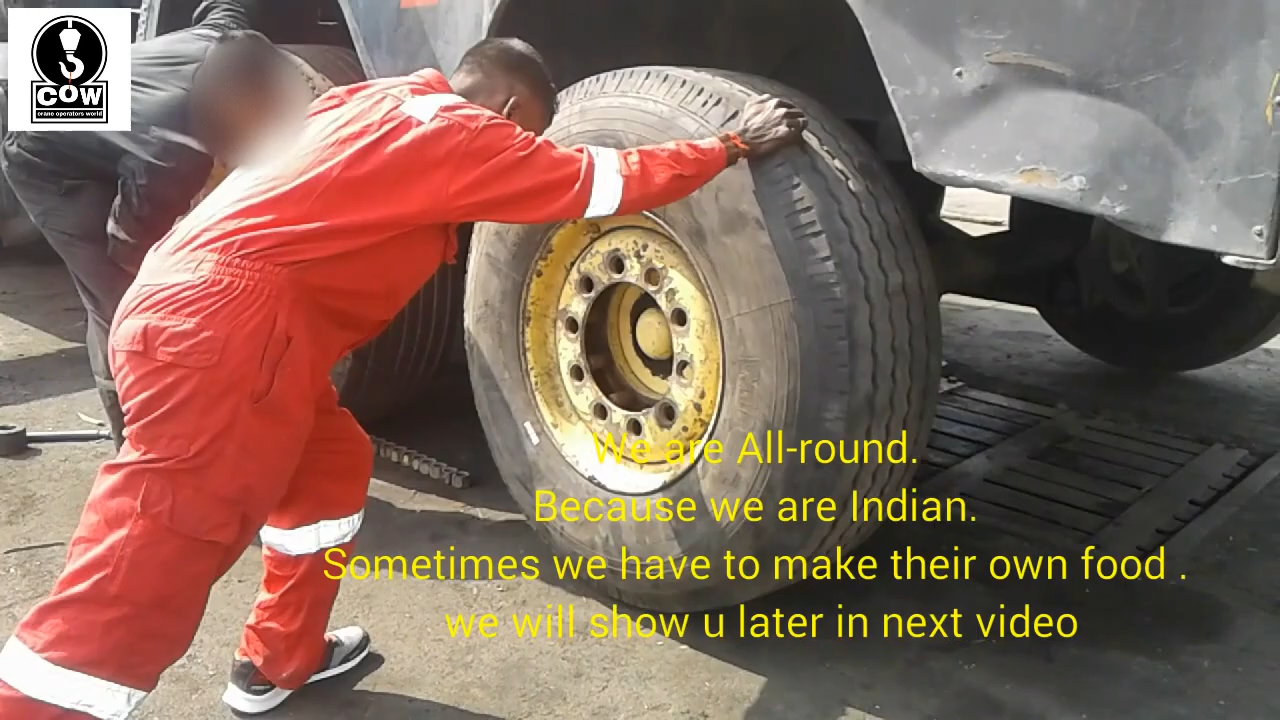 COW
crane operators world
We are All-round.
Because we are Indian.
Sometimes we have to make their own food .
we will show u later in next video